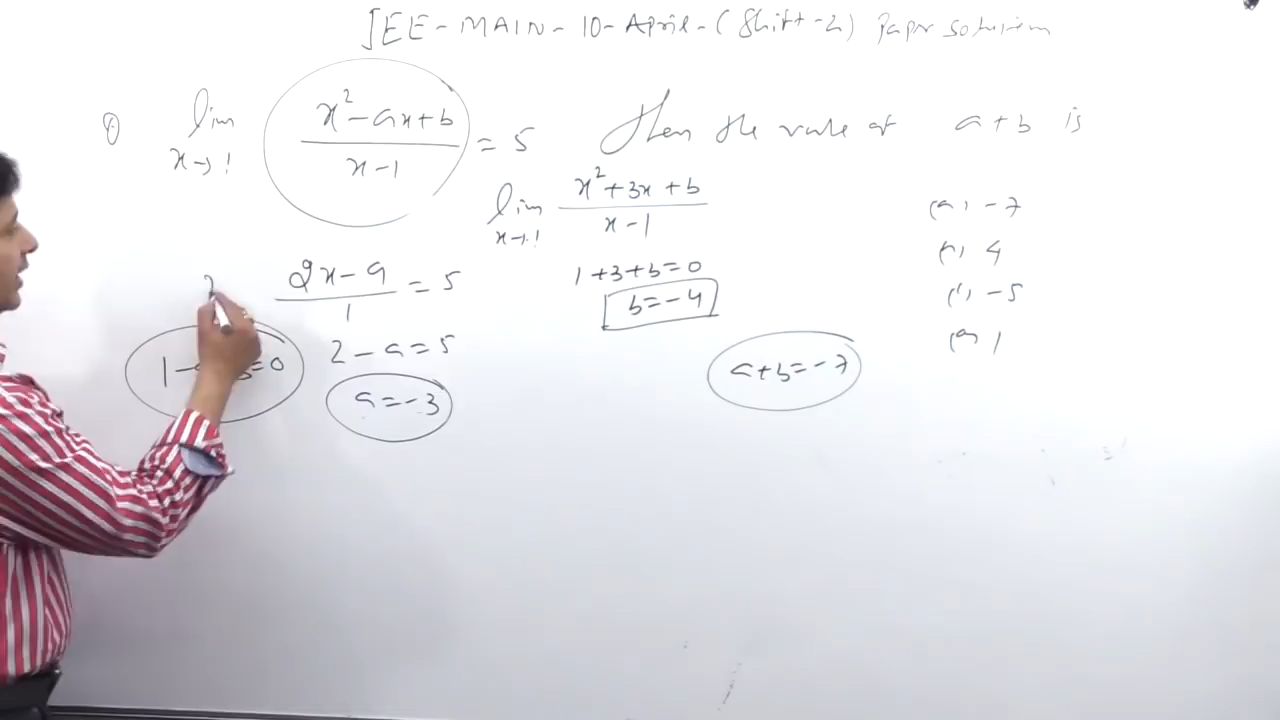 JEE-MAIN-10-April-(Shift-2) Paper solution
① lim x→1 (x²-ax+b)/(x-1) = 5 then the value of a+b is
lim x→1 (x²+3x+b)/(x-1)
(a) -7
4
-5
1
(2x-a)/1 = 5
1+3+b=0
b=-4
2-a=5
a=-3
a+b=-7